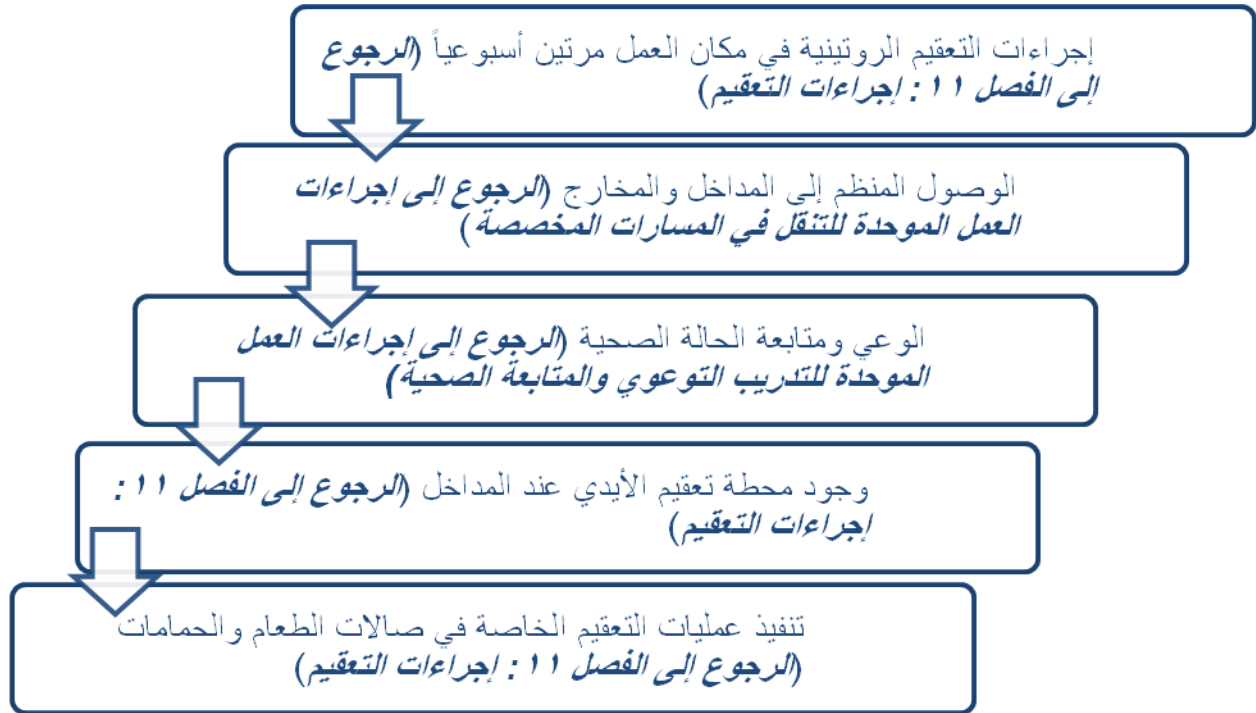 إجراءات التعقيم الروتينية في مكان العمل مرتين أسبوعياً (الرجوع
إلى الفصل ١١: إجراءات التعقيم)
الوصول المنظم إلى المداخل والمخارج (الرجوع إلى إجراءات
العمل الموحدة للتنقل في المسارات المخصصة)
الوعي ومتابعة الحالة الصحية (الرجوع إلى إجراءات العمل
الموحدة للتدريب التوعوي والمتابعة الصحية)
وجود محطة تعقيم الأيدي عند المداخل (الرجوع إلى الفصل ١١:
إجراءات التعقيم)
تنفيذ عمليات التعقيم الخاصة في صالات الطعام والحمامات
(الرجوع إلى الفصل ١١: إجراءات التعقيم)